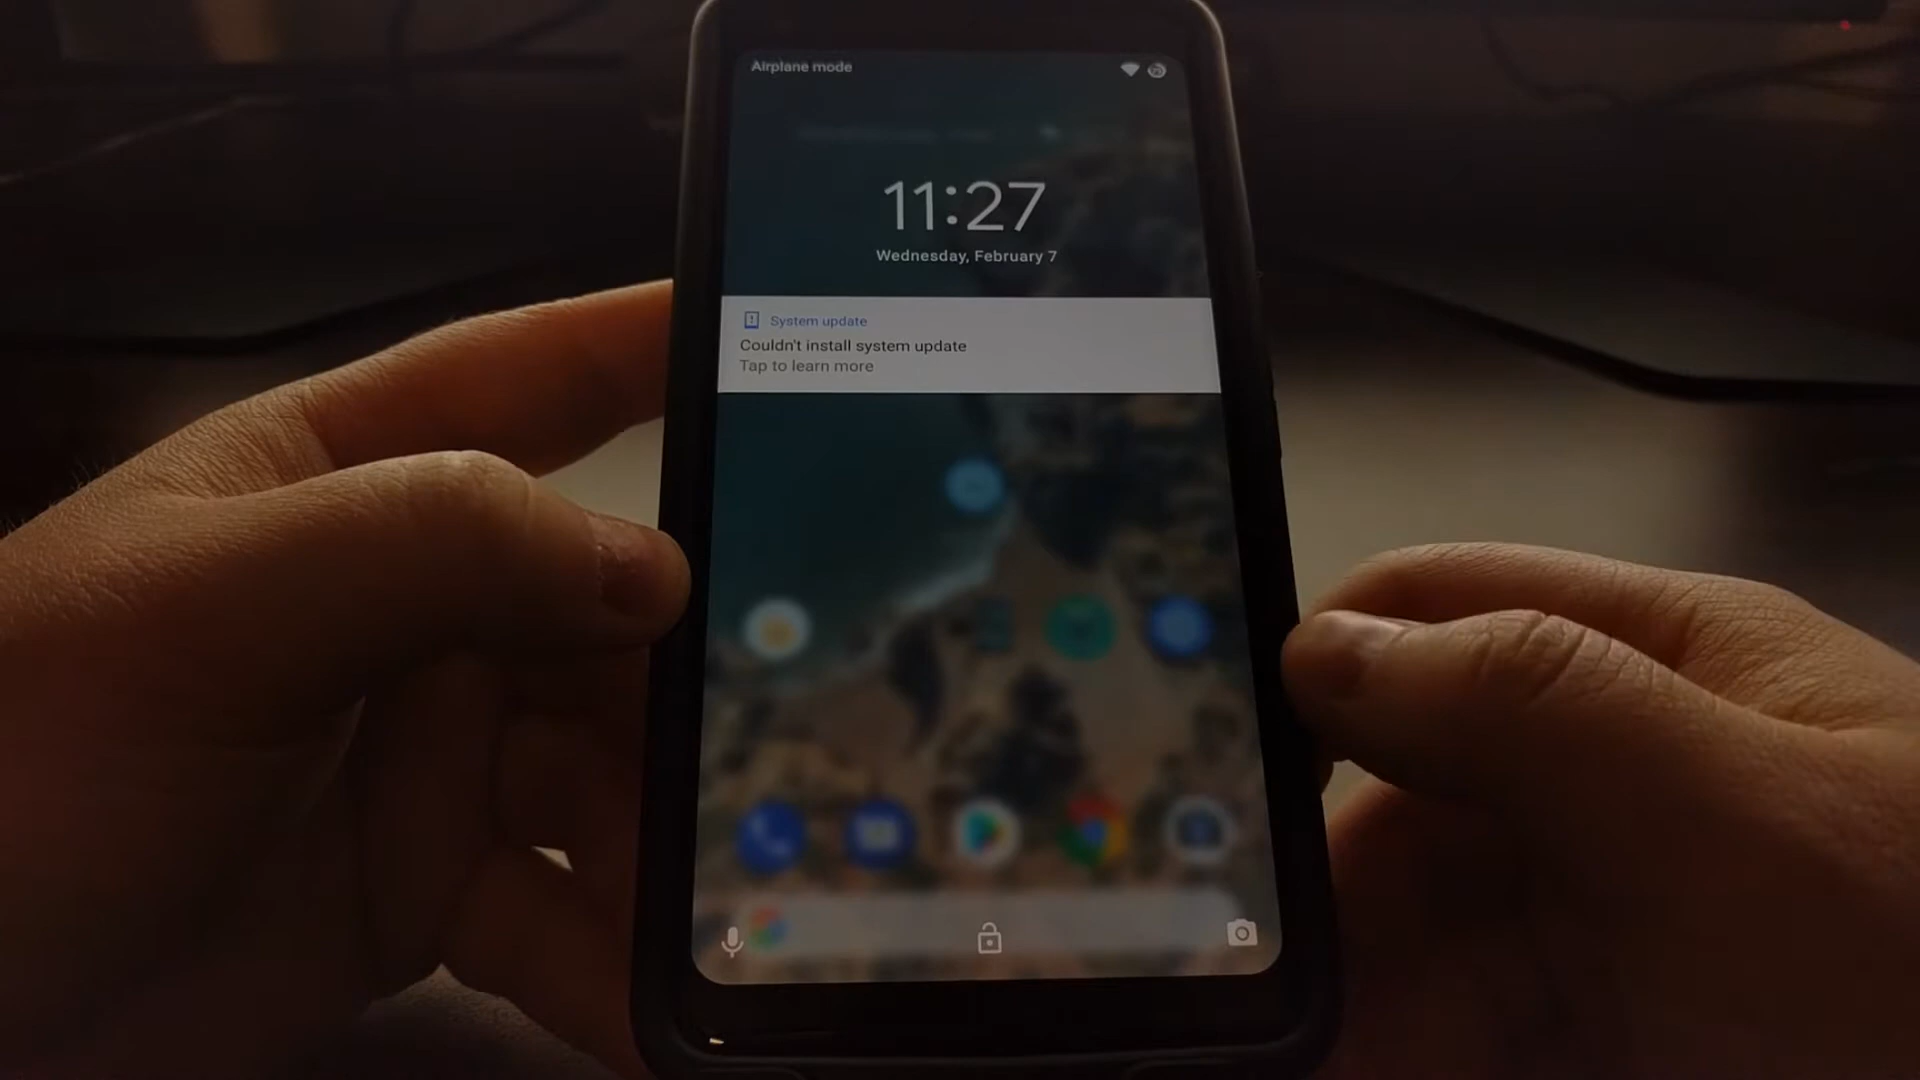 Airplane mode
11:27
Wednesday, February 7
System update
Couldn't install system update
Tap to learn more